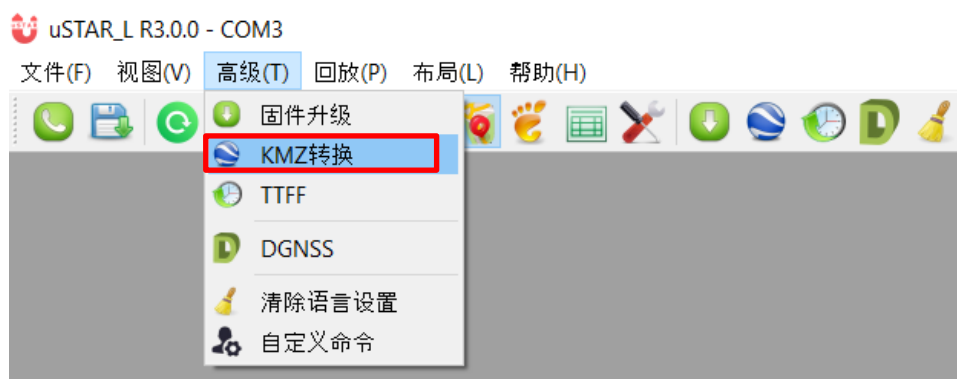 uSTAR_L R3.0.0 - COM3
文件(F) 视图(V) 高级(T) 回放(P) 布局(L) 帮助(H)
固件升级
KMZ转换
TTFF
DGNSS
清除语言设置
自定义命令